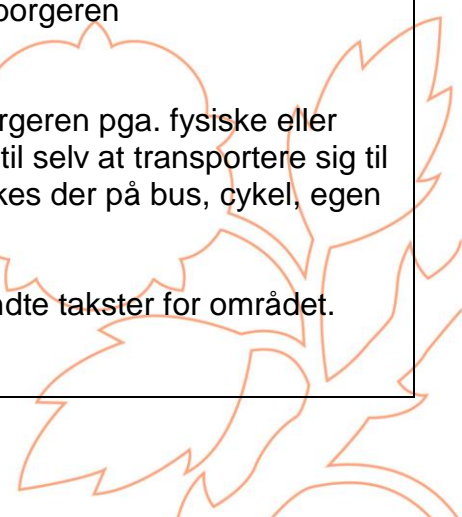 borgeren
rgeren pga. fysiske eller
til selv at transportere sig til
kes der på bus, cykel, egen
ndte takster for området.